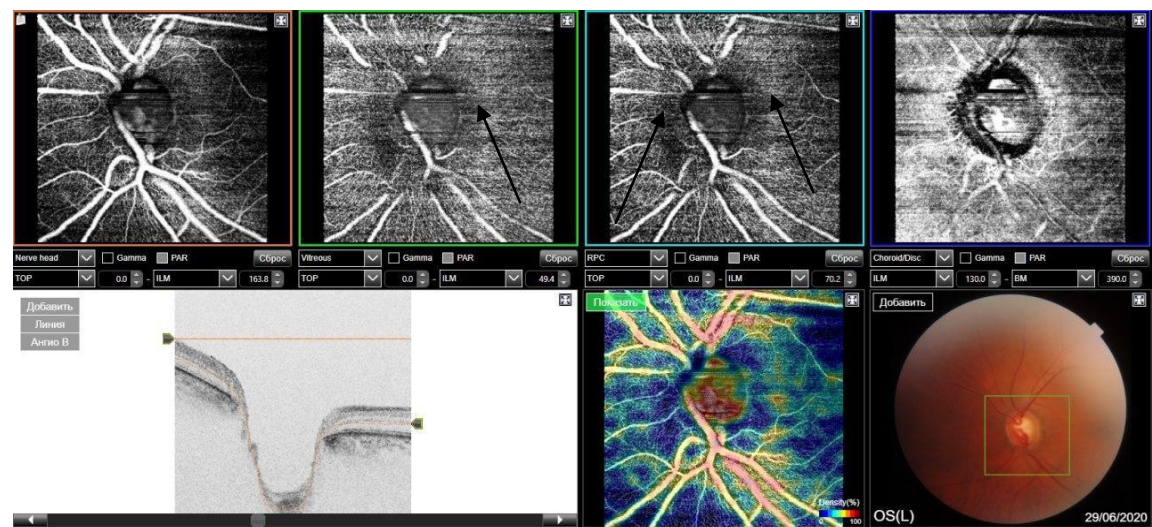 Nerve head Gamma PAR Сброс
TOP 0.0 - ILM 163.8
Vitreous Gamma PAR Сброс
TOP 0.0 - ILM 49.4
RPC Gamma PAR Сброс
TOP 0.0 - ILM 70.2
Choroid/Disc Gamma PAR Сброс
TOP ILM 130.0 - BM 390.0
Добавить
Линия
Ангио В
Показать
Density(%)
0 100
Добавить
OS(L) 29/06/2020